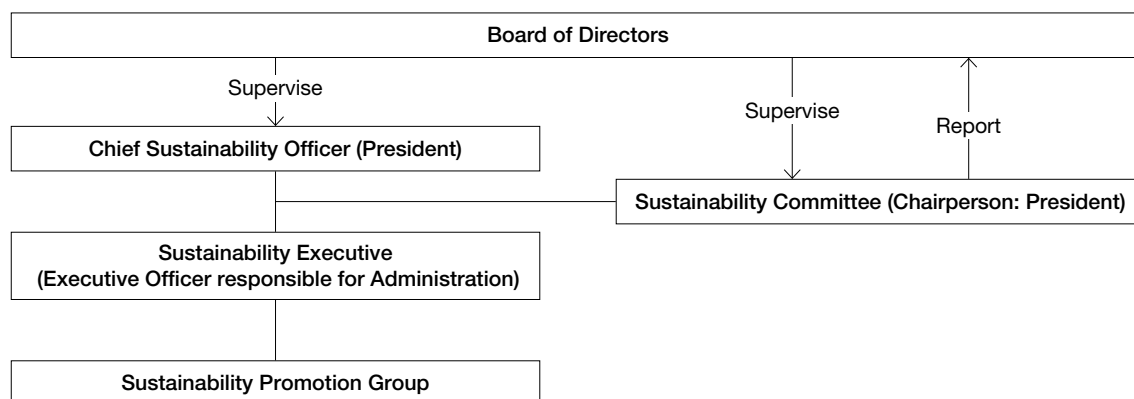 Board of Directors
Supervise
Supervise
Report
Chief Sustainability Officer (President)
Sustainability Committee (Chairperson: President)
Sustainability Executive
(Executive Officer responsible for Administration)
Sustainability Promotion Group